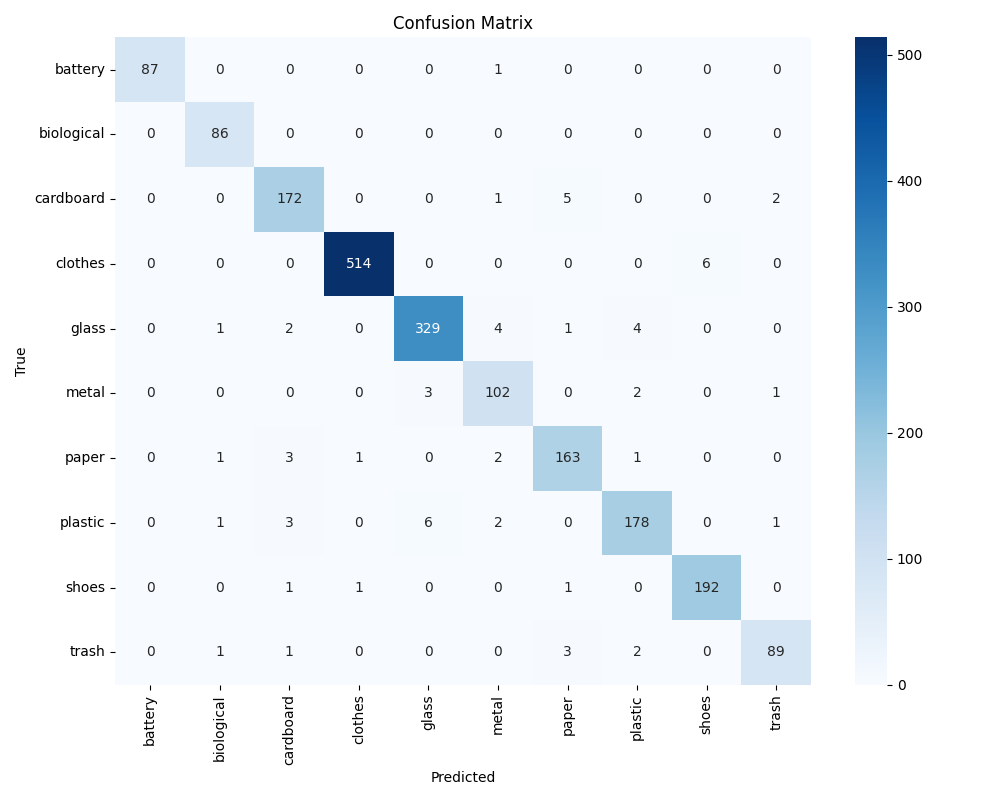 Confusion Matrix
battery 87 0 0 0 0 1 0 0 0 0
biological 0 86 0 0 0 0 0 0 0 0
cardboard 0 0 172 0 0 1 5 0 0 2
clothes 0 0 0 514 0 0 0 0 6 0
glass 0 1 2 0 329 4 1 4 0 0
metal 0 0 0 0 3 102 0 2 0 1
paper 0 1 3 1 0 2 163 1 0 0
plastic 0 1 3 0 6 2 0 178 0 1
shoes 0 0 1 1 0 0 1 0 192 0
trash 0 1 1 0 0 0 3 2 0 89
True
battery biological cardboard clothes glass metal paper plastic shoes trash
Predicted
500
400
300
200
100
0